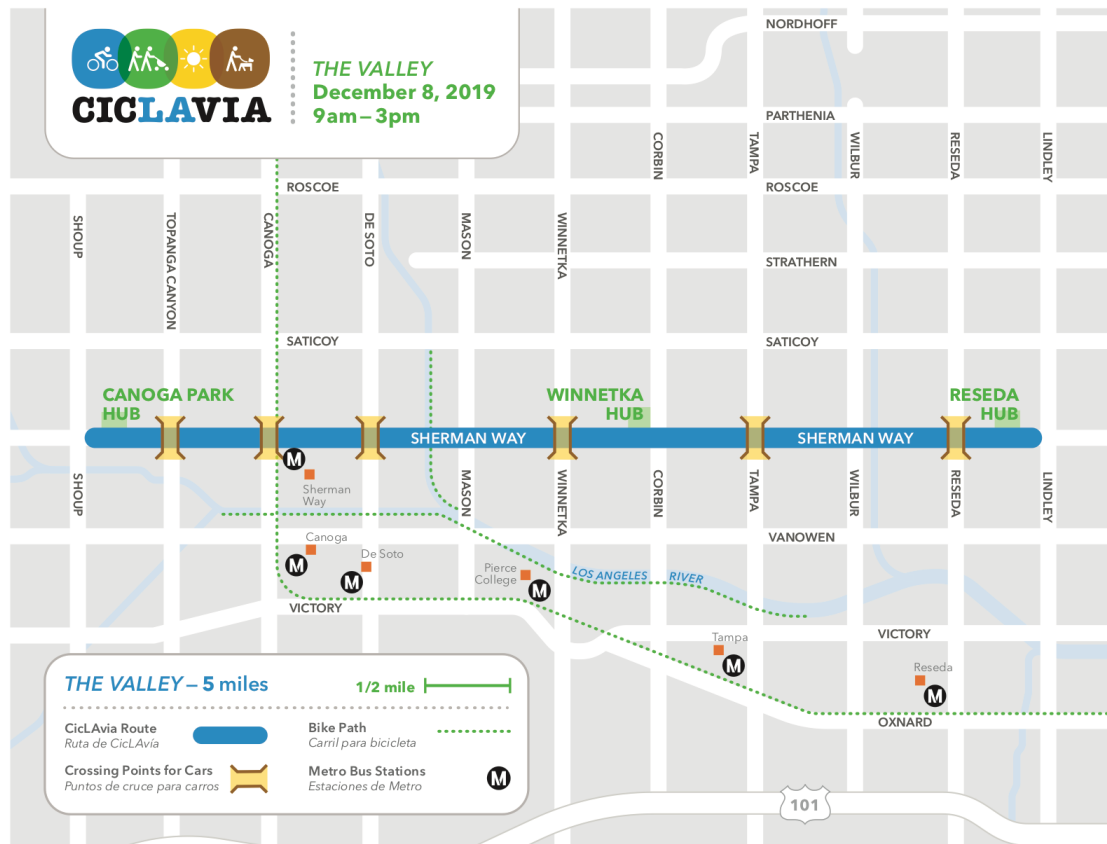 CICLAVIA
THE VALLEY
December 8, 2019
9am–3pm
NORDHOFF
PARTHENIA
CORBIN
TAMPA
WILBUR
RESEDA
LINDLEY
ROSCOE
ROSCOE
SHOUP
TOPANGA CANYON
CANOGA
DE SOTO
MASON
WINNETKA
STRATHERN
SATICOY
SATICOY
CANOGA PARK
HUB
WINNETKA
HUB
RESEDA
HUB
SHERMAN WAY
SHERMAN WAY
M
Sherman
Way
SHOUP
MASON
WINNETKA
CORBIN
TAMPA
WILBUR
RESEDA
LINDLEY
VANOWEN
Canoga
M
De Soto
M
Pierce
College
M
LOS ANGELES RIVER
VICTORY
VICTORY
Tampa
M
Reseda
M
OXNARD
101
THE VALLEY – 5 miles
1/2 mile
CicLAvia Route
Ruta de CicLAvía
Bike Path
Carril para bicicleta
Crossing Points for Cars
Puntos de cruce para carros
Metro Bus Stations
Estaciones de Metro
M